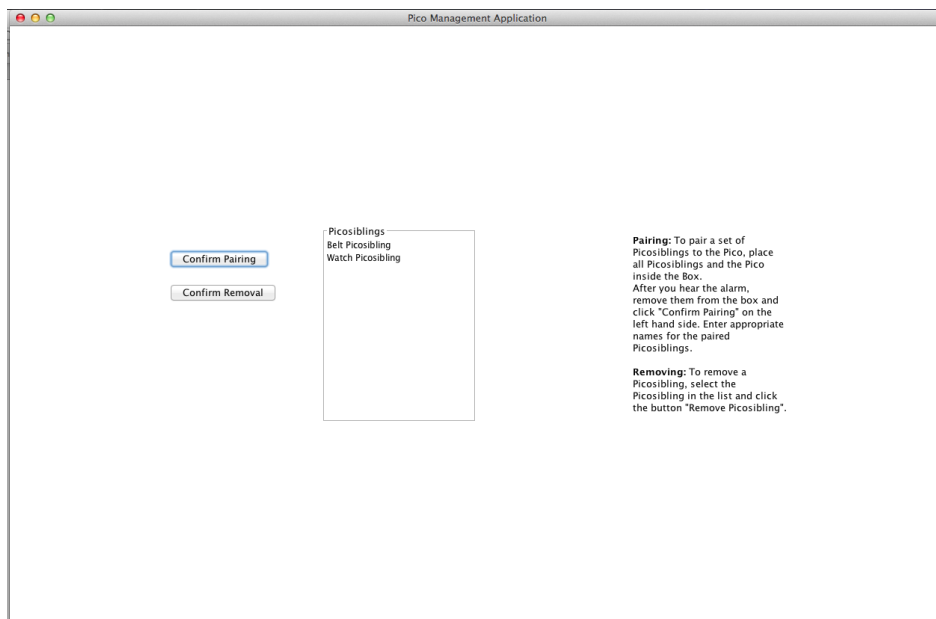 Pico Management Application
Confirm Pairing
Confirm Removal
Picosiblings
Belt Picosibling
Watch Picosibling
Pairing: To pair a set of
Picosiblings to the Pico, place
all Picosiblings and the Pico
inside the Box.
After you hear the alarm,
remove them from the box and
click "Confirm Pairing" on the
left hand side. Enter appropriate
names for the paired
Picosiblings.
Removing: To remove a
Picosibling, select the
Picosibling in the list and click
the button "Remove Picosibling".